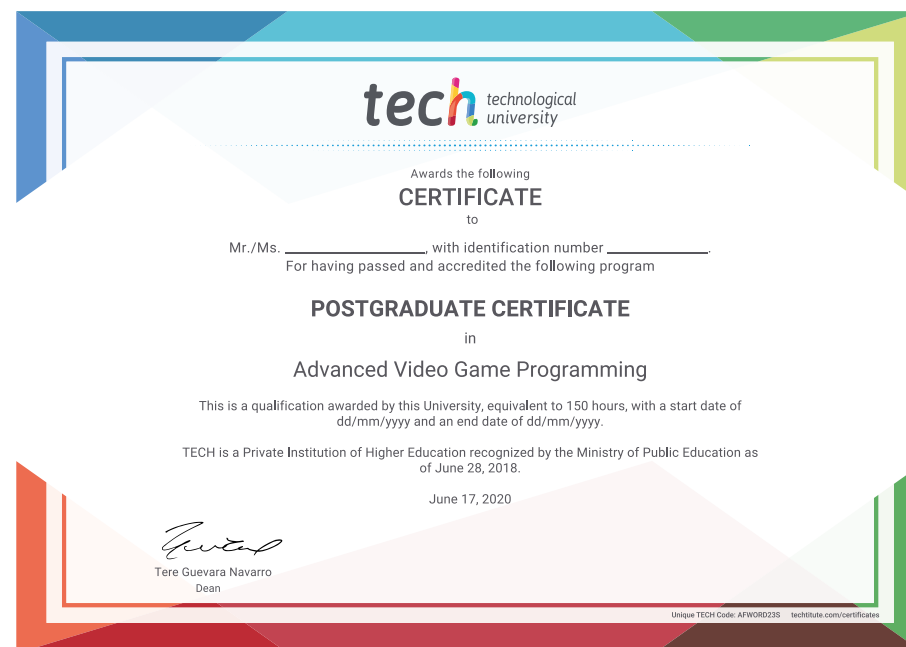 tech technological university
Awards the following
CERTIFICATE
to
Mr./Ms. ____________________, with identification number ______________.
For having passed and accredited the following program
POSTGRADUATE CERTIFICATE
in
Advanced Video Game Programming
This is a qualification awarded by this University, equivalent to 150 hours, with a start date of
dd/mm/yyyy and an end date of dd/mm/yyyy.
TECH is a Private Institution of Higher Education recognized by the Ministry of Public Education as
of June 28, 2018.
June 17, 2020
Tere Guevara Navarro
Dean
Unique TECH Code: AFWORD23S techtitute.com/certificates